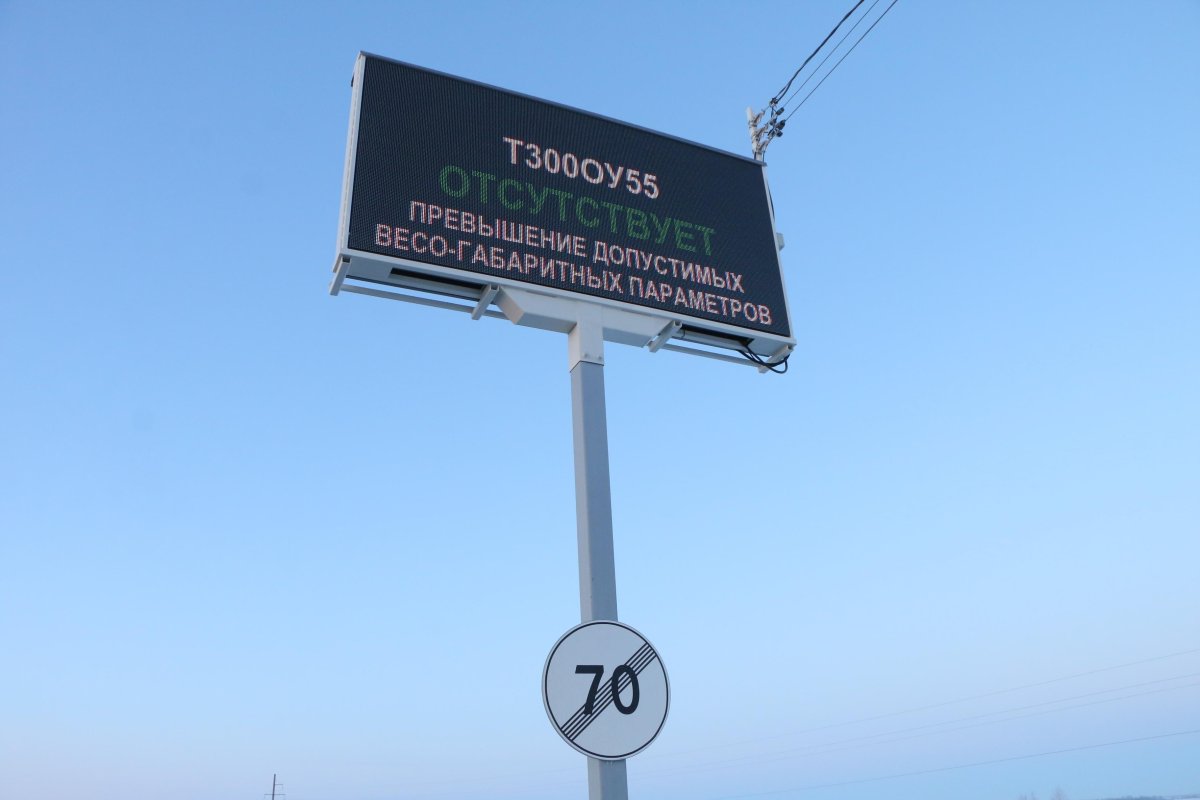 Т300ОУ55
ОТСУТСТВУЕТ
ПРЕВЫШЕНИЕ ДОПУСТИМЫХ
ВЕСО-ГАБАРИТНЫХ ПАРАМЕТРОВ
70